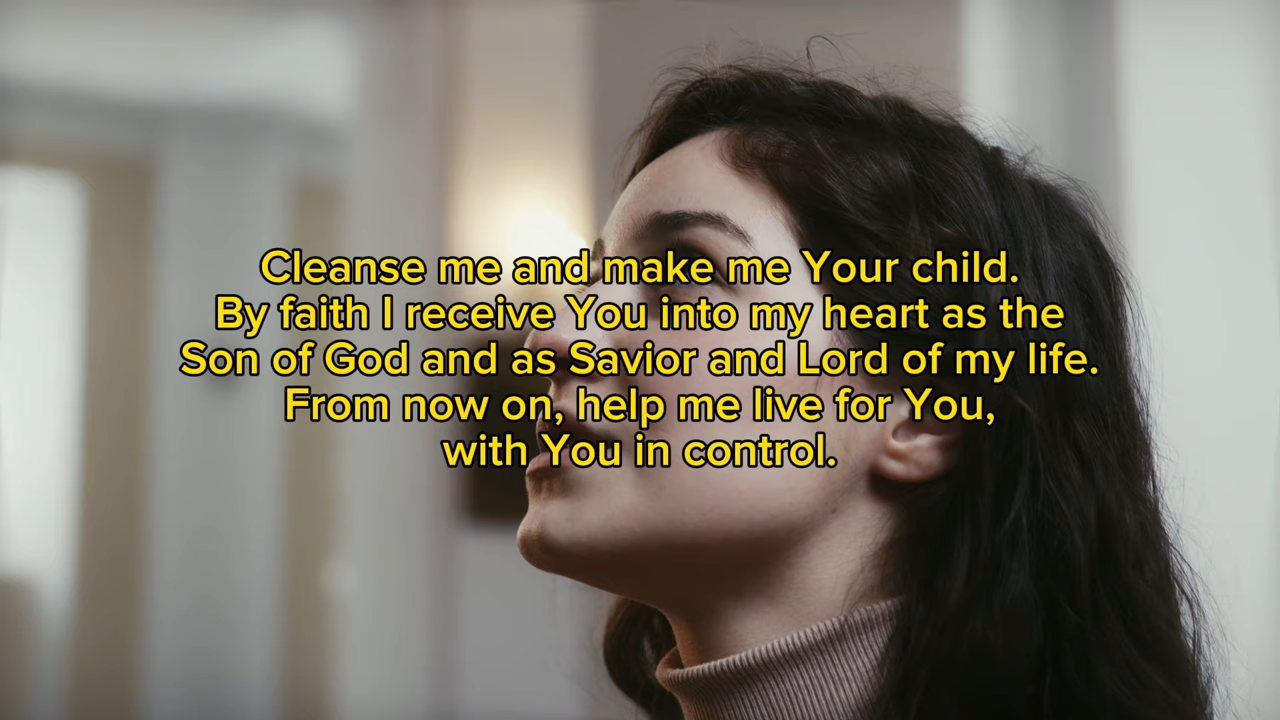 Cleanse me and make me Your child.
By faith I receive You into my heart as the
Son of God and as Savior and Lord of my life.
From now on, help me live for You,
with You in control.